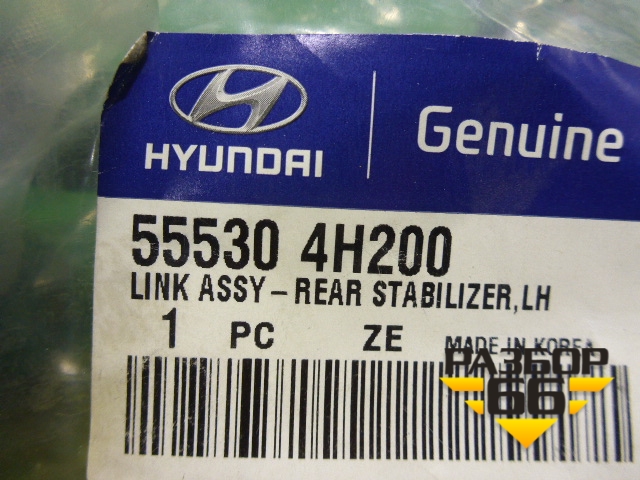 HYUNDAI
Genuine
55530 4H200
LINK ASSY-REAR STABILIZER,LH
1 PC ZE MADE IN KOREA
РАЗБОР
66